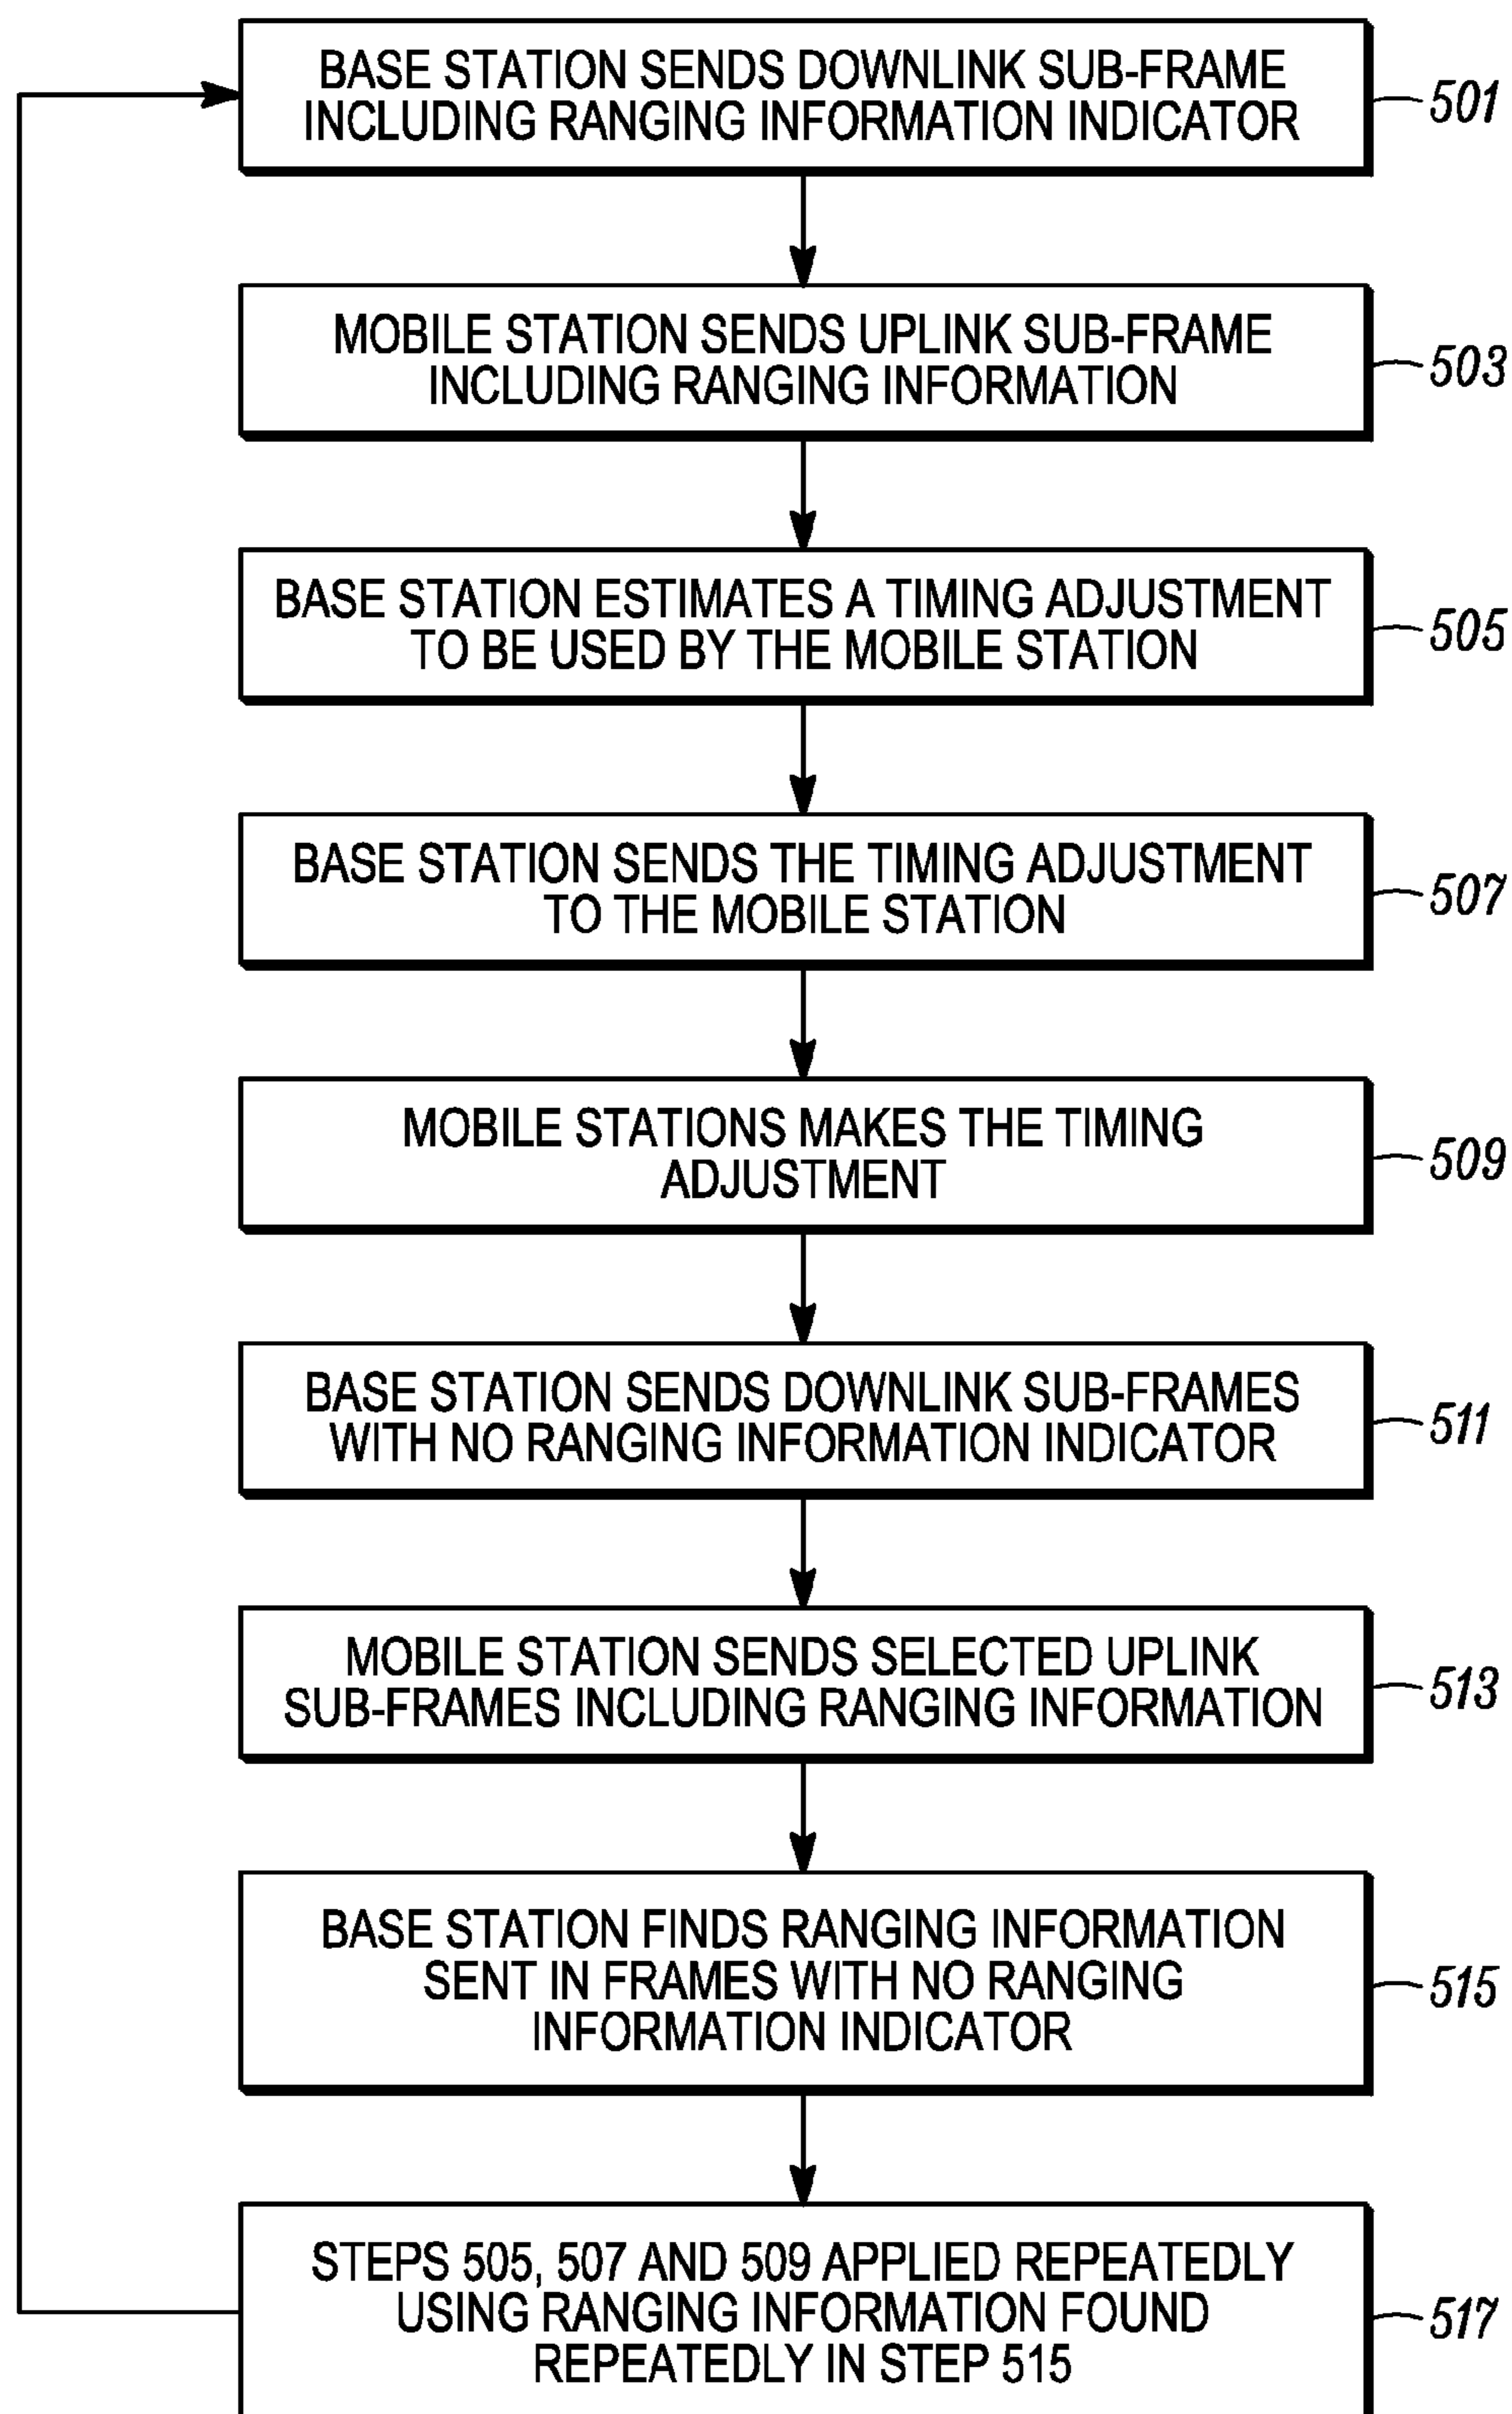 BASE STATION SENDS DOWNLINK SUB-FRAME
INCLUDING RANGING INFORMATION INDICATOR
501
MOBILE STATION SENDS UPLINK SUB-FRAME
INCLUDING RANGING INFORMATION
503
BASE STATION ESTIMATES A TIMING ADJUSTMENT
TO BE USED BY THE MOBILE STATION
505
BASE STATION SENDS THE TIMING ADJUSTMENT
TO THE MOBILE STATION
507
MOBILE STATIONS MAKES THE TIMING
ADJUSTMENT
509
BASE STATION SENDS DOWNLINK SUB-FRAMES
WITH NO RANGING INFORMATION INDICATOR
511
MOBILE STATION SENDS SELECTED UPLINK
SUB-FRAMES INCLUDING RANGING INFORMATION
513
BASE STATION FINDS RANGING INFORMATION
SENT IN FRAMES WITH NO RANGING
INFORMATION INDICATOR
515
STEPS 505, 507 AND 509 APPLIED REPEATEDLY
USING RANGING INFORMATION FOUND
REPEATEDLY IN STEP 515
517